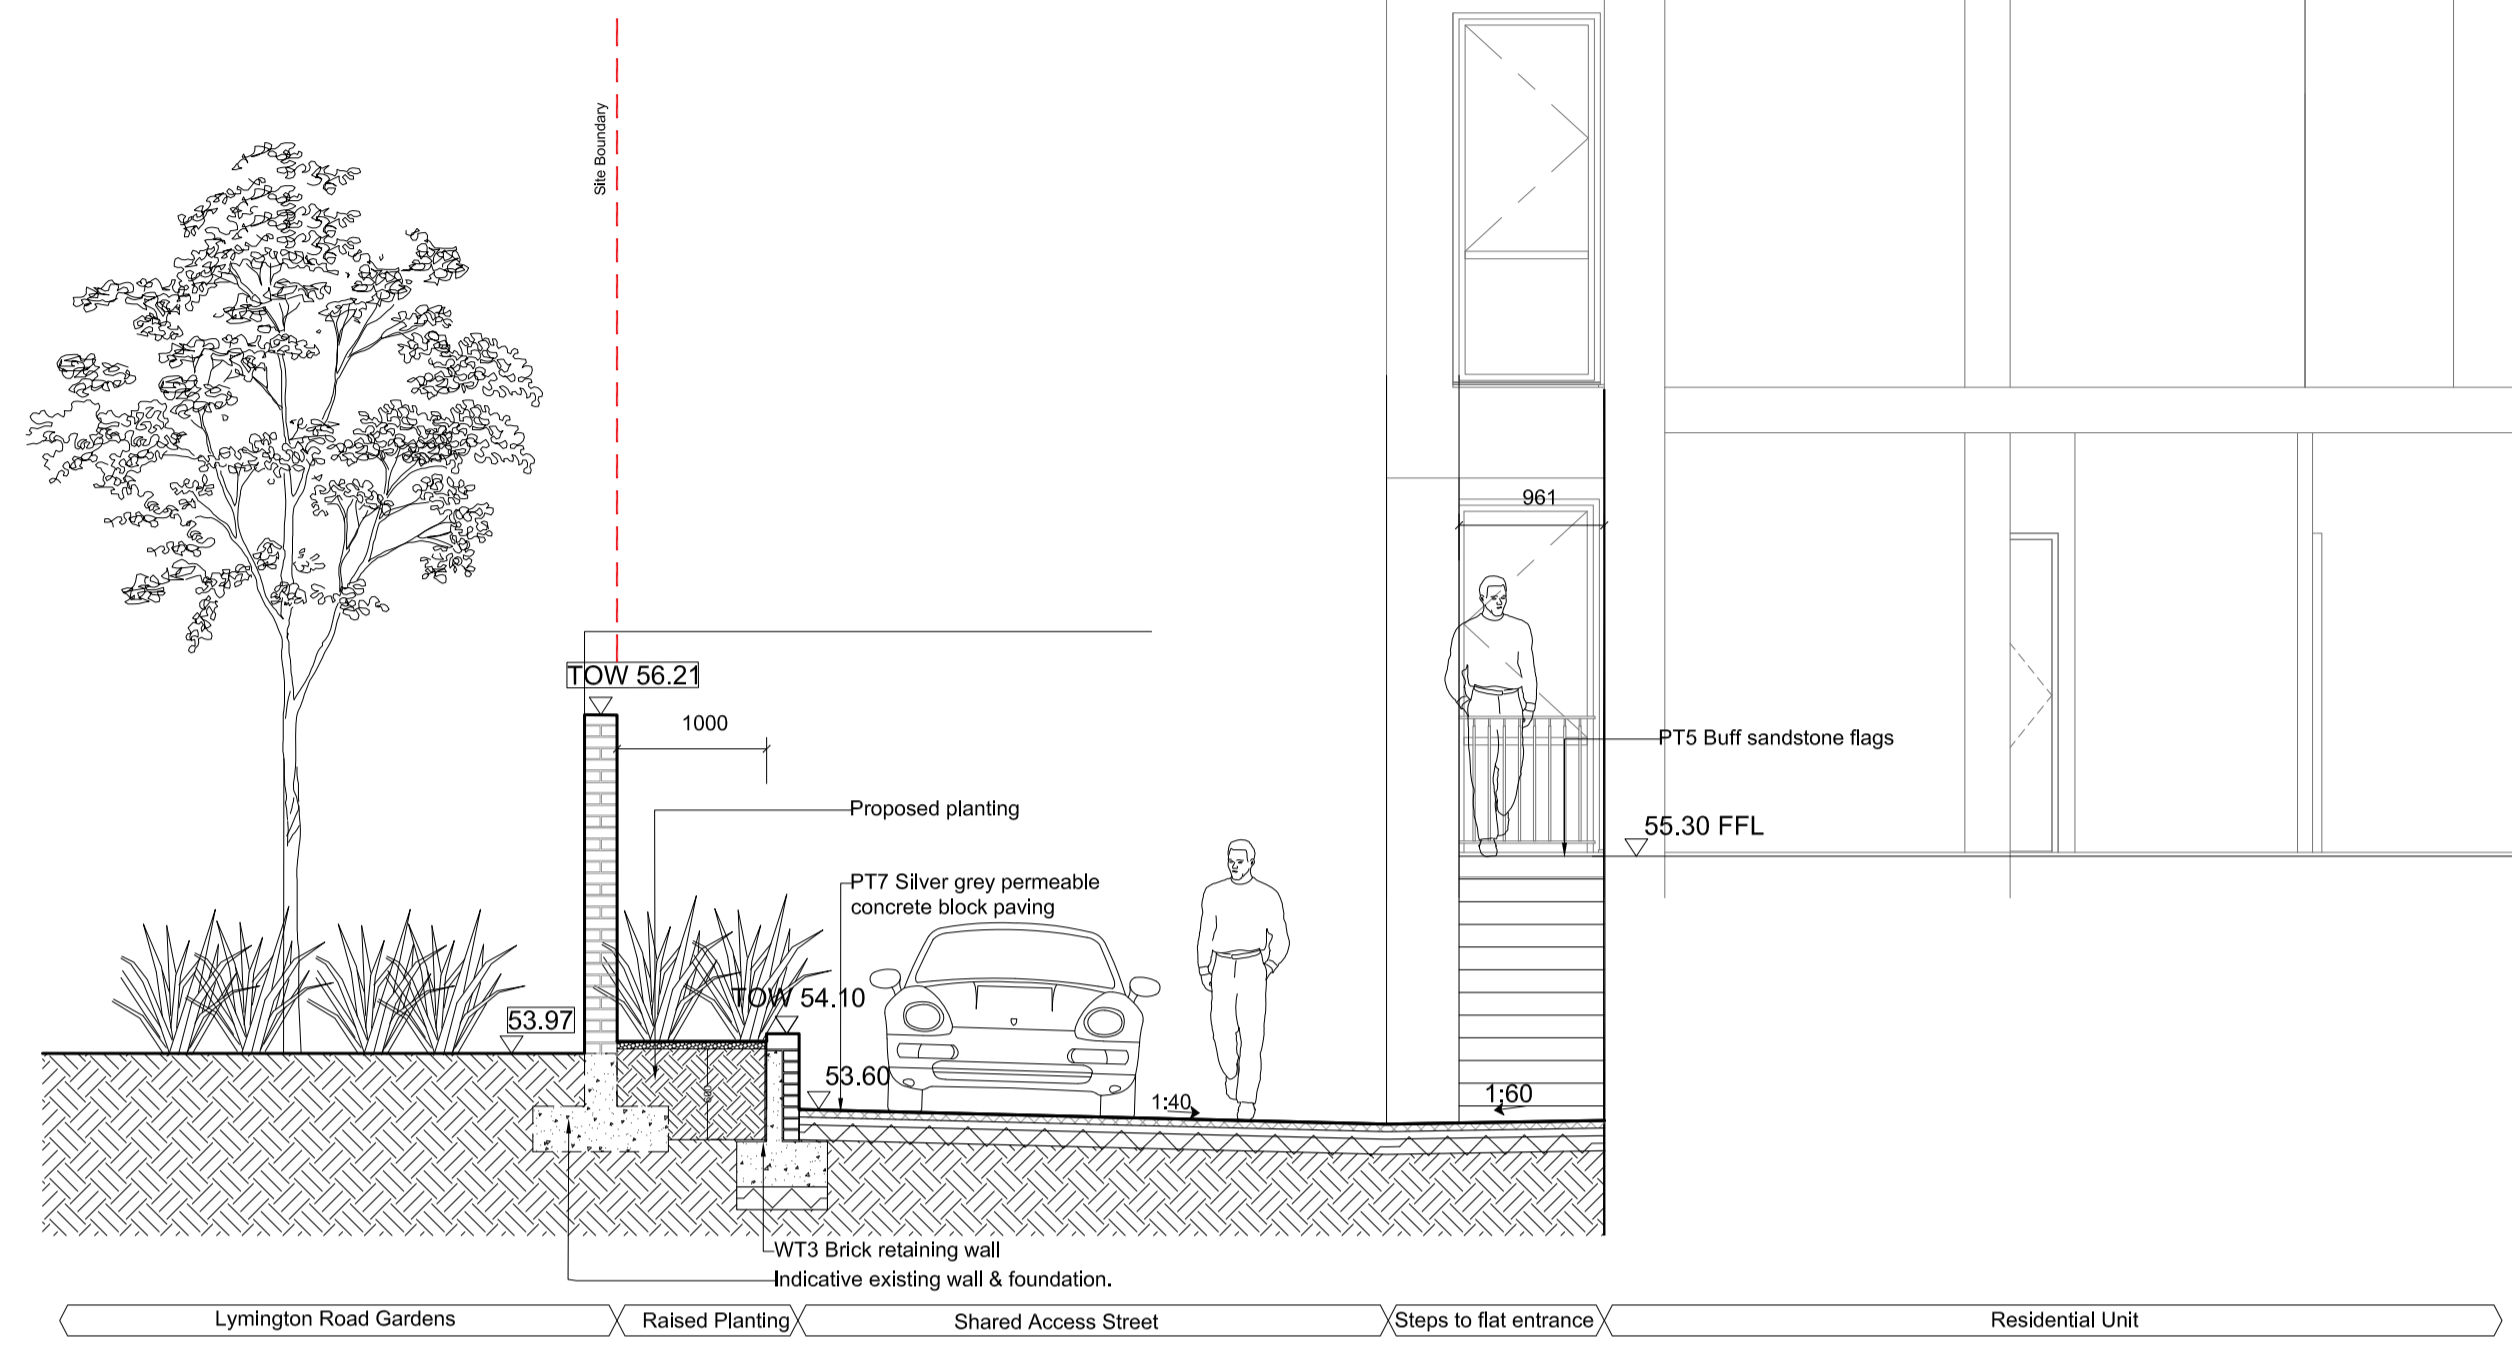 Site Boundary
961
TOW 56.21
1000
PT5 Buff sandstone flags
Proposed planting
55.30 FFL
PT7 Silver grey permeable
concrete block paving
TOW 54.10
53.97
53.60
1:40
1:60
WT3 Brick retaining wall
Indicative existing wall & foundation.
Lymington Road Gardens
Raised Planting
Shared Access Street
Steps to flat entrance
Residential Unit